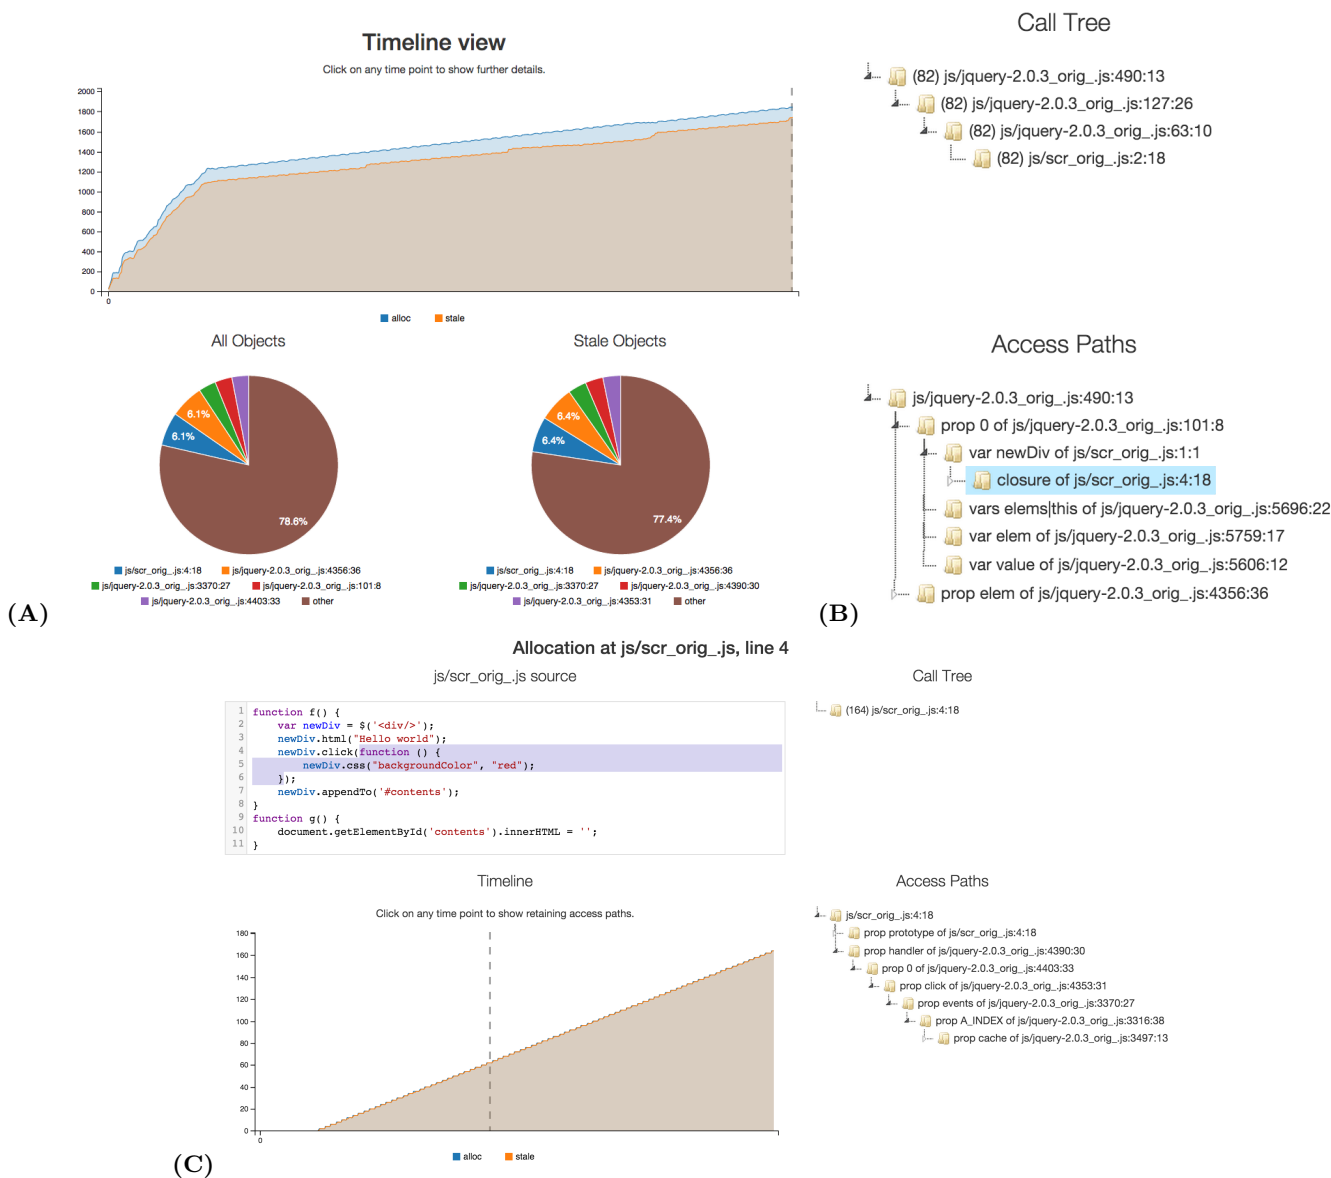 Timeline view
Click on any time point to show further details.
2000
1800
1600
1400
1200
1000
800
600
400
200
0
0
alloc stale
All Objects
6.1%
6.1%
78.6%
js/scr_orig_.js:4:18 js/jquery-2.0.3_orig_.js:4356:36
js/jquery-2.0.3_orig_.js:3370:27 js/jquery-2.0.3_orig_.js:101:8
js/jquery-2.0.3_orig_.js:4403:33 other
Stale Objects
6.4%
6.4%
77.4%
js/scr_orig_.js:4:18 js/jquery-2.0.3_orig_.js:4356:36
js/jquery-2.0.3_orig_.js:3370:27 js/jquery-2.0.3_orig_.js:4390:30
js/jquery-2.0.3_orig_.js:4403:33 js/jquery-2.0.3_orig_.js:4353:31 other
(A)
Call Tree
(82) js/jquery-2.0.3_orig_.js:490:13
(82) js/jquery-2.0.3_orig_.js:127:26
(82) js/jquery-2.0.3_orig_.js:63:10
(82) js/scr_orig_.js:2:18
Access Paths
js/jquery-2.0.3_orig_.js:490:13
prop 0 of js/jquery-2.0.3_orig_.js:101:8
var newDiv of js/scr_orig_.js:1:1
closure of js/scr_orig_.js:4:18
vars elems|this of js/jquery-2.0.3_orig_.js:5696:22
var elem of js/jquery-2.0.3_orig_.js:5759:17
var value of js/jquery-2.0.3_orig_.js:5606:12
prop elem of js/jquery-2.0.3_orig_.js:4356:36
(B)
Allocation at js/scr_orig_.js, line 4
js/scr_orig_.js source
1 function f() {
2 var newDiv = $('<div/>');
3 newDiv.html("Hello world");
4 newDiv.click(function () {
5 newDiv.css("backgroundColor", "red");
6 });
7 newDiv.appendTo('#contents');
8 }
9 function g() {
10 document.getElementById('contents').innerHTML = '';
11 }
Call Tree
(164) js/scr_orig_.js:4:18
Timeline
Click on any time point to show retaining access paths.
180
160
140
120
100
80
60
40
20
0
0
alloc stale
Access Paths
js/scr_orig_.js:4:18
prop prototype of js/scr_orig_.js:4:18
prop handler of js/jquery-2.0.3_orig_.js:4390:30
prop 0 of js/jquery-2.0.3_orig_.js:4403:33
prop click of js/jquery-2.0.3_orig_.js:4353:31
prop events of js/jquery-2.0.3_orig_.js:3370:27
prop A_INDEX of js/jquery-2.0.3_orig_.js:3316:38
prop cache of js/jquery-2.0.3_orig_.js:3497:13
(C)